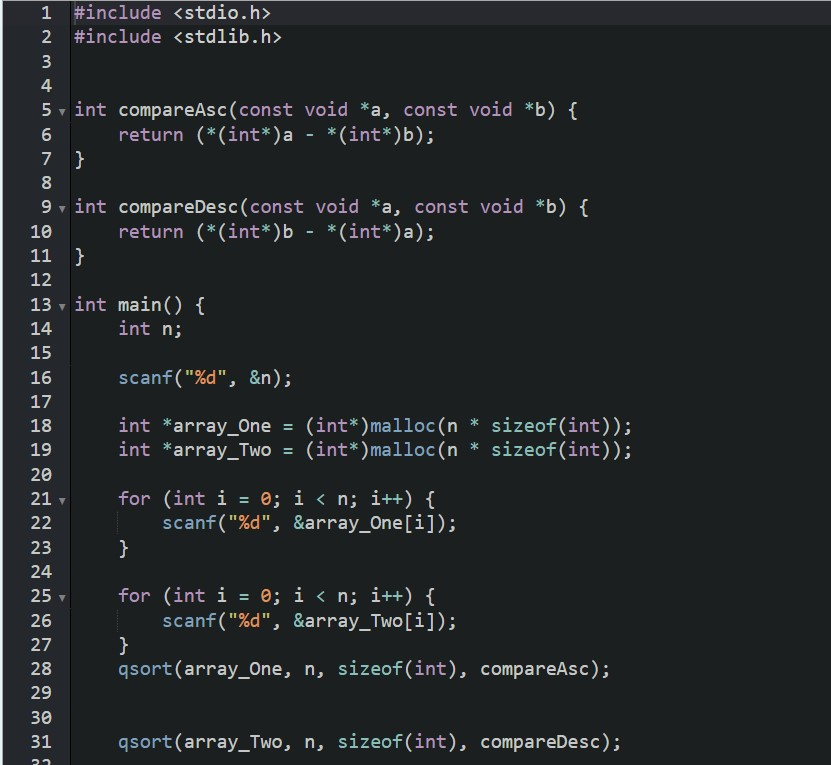 1 #include <stdio.h>
2 #include <stdlib.h>
3
4
5 int compareAsc(const void *a, const void *b) {
6     return (*(int*)a - *(int*)b);
7 }
8
9 int compareDesc(const void *a, const void *b) {
10     return (*(int*)b - *(int*)a);
11 }
12
13 int main() {
14     int n;
15
16     scanf("%d", &n);
17
18     int *array_One = (int*)malloc(n * sizeof(int));
19     int *array_Two = (int*)malloc(n * sizeof(int));
20
21     for (int i = 0; i < n; i++) {
22         scanf("%d", &array_One[i]);
23     }
24
25     for (int i = 0; i < n; i++) {
26         scanf("%d", &array_Two[i]);
27     }
28     qsort(array_One, n, sizeof(int), compareAsc);
29
30
31     qsort(array_Two, n, sizeof(int), compareDesc);